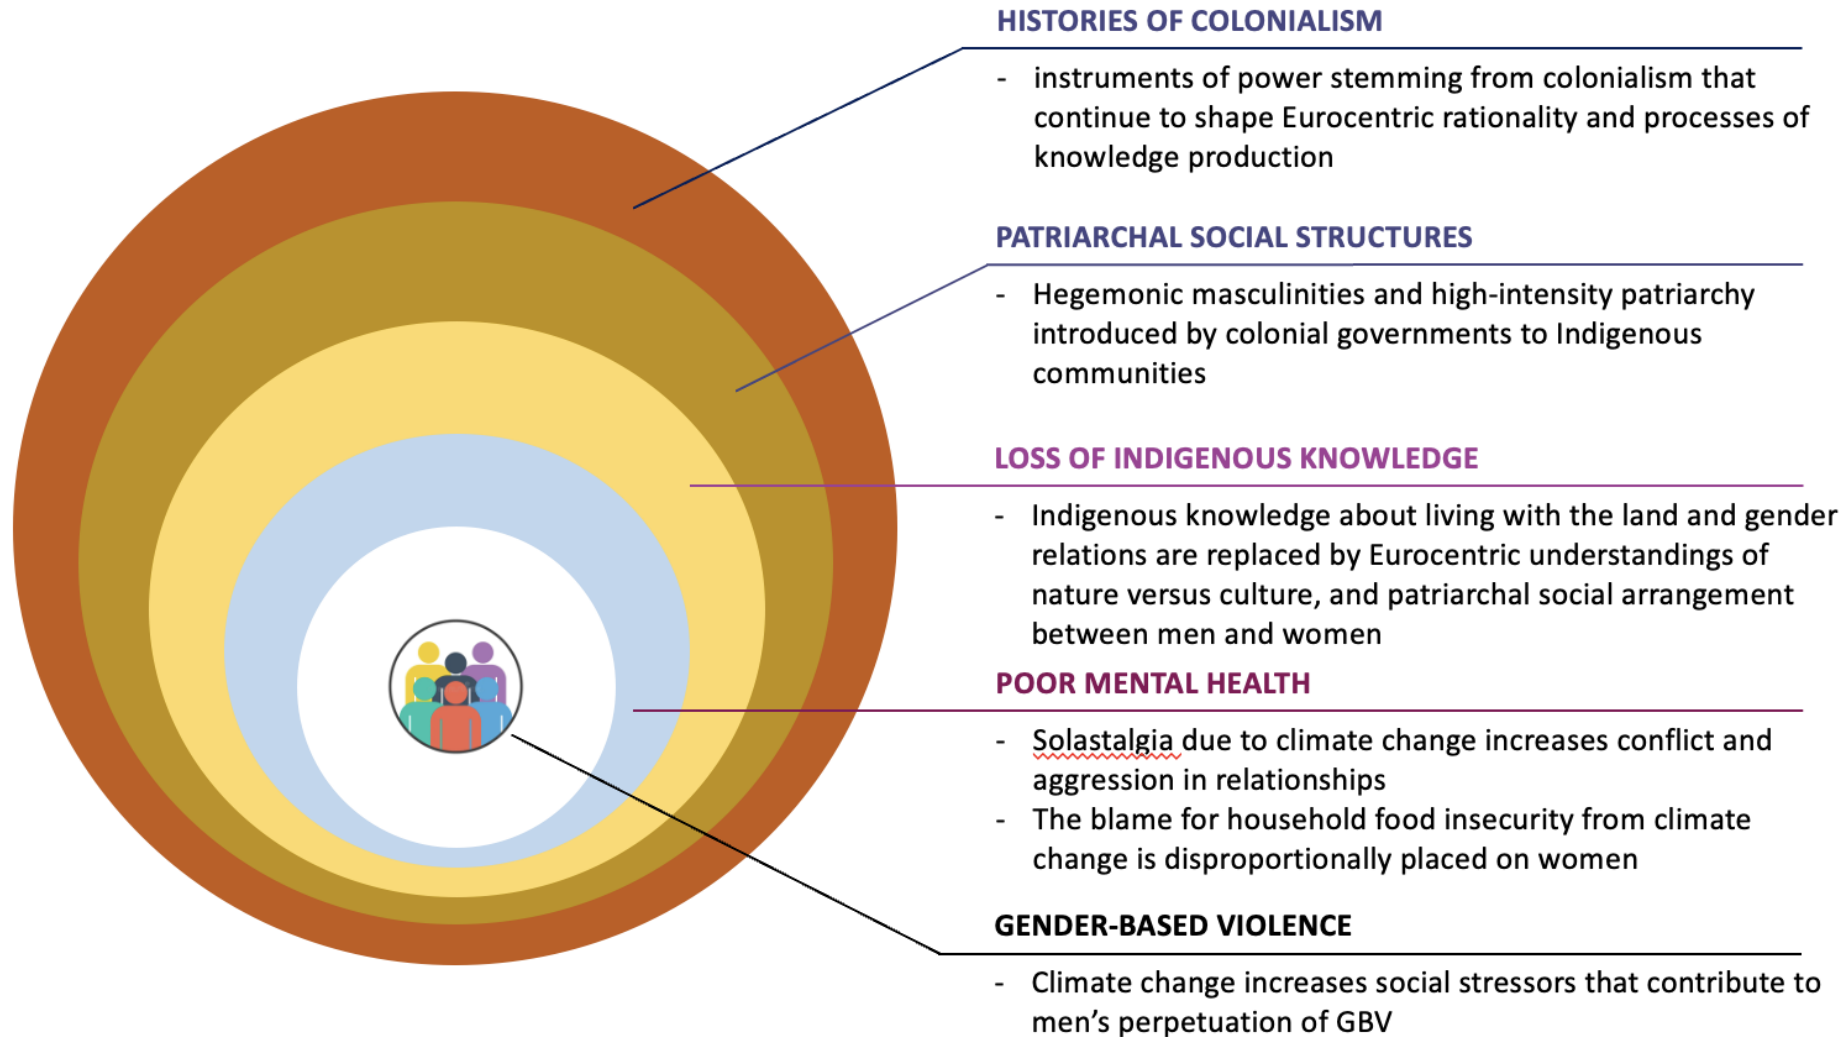 HISTORIES OF COLONIALISM
- instruments of power stemming from colonialism that
continue to shape Eurocentric rationality and processes of
knowledge production
PATRIARCHAL SOCIAL STRUCTURES
- Hegemonic masculinities and high-intensity patriarchy
introduced by colonial governments to Indigenous
communities
LOSS OF INDIGENOUS KNOWLEDGE
- Indigenous knowledge about living with the land and gender
relations are replaced by Eurocentric understandings of
nature versus culture, and patriarchal social arrangement
between men and women
POOR MENTAL HEALTH
- Solastalgia due to climate change increases conflict and
aggression in relationships
- The blame for household food insecurity from climate
change is disproportionally placed on women
GENDER-BASED VIOLENCE
- Climate change increases social stressors that contribute to
men’s perpetuation of GBV